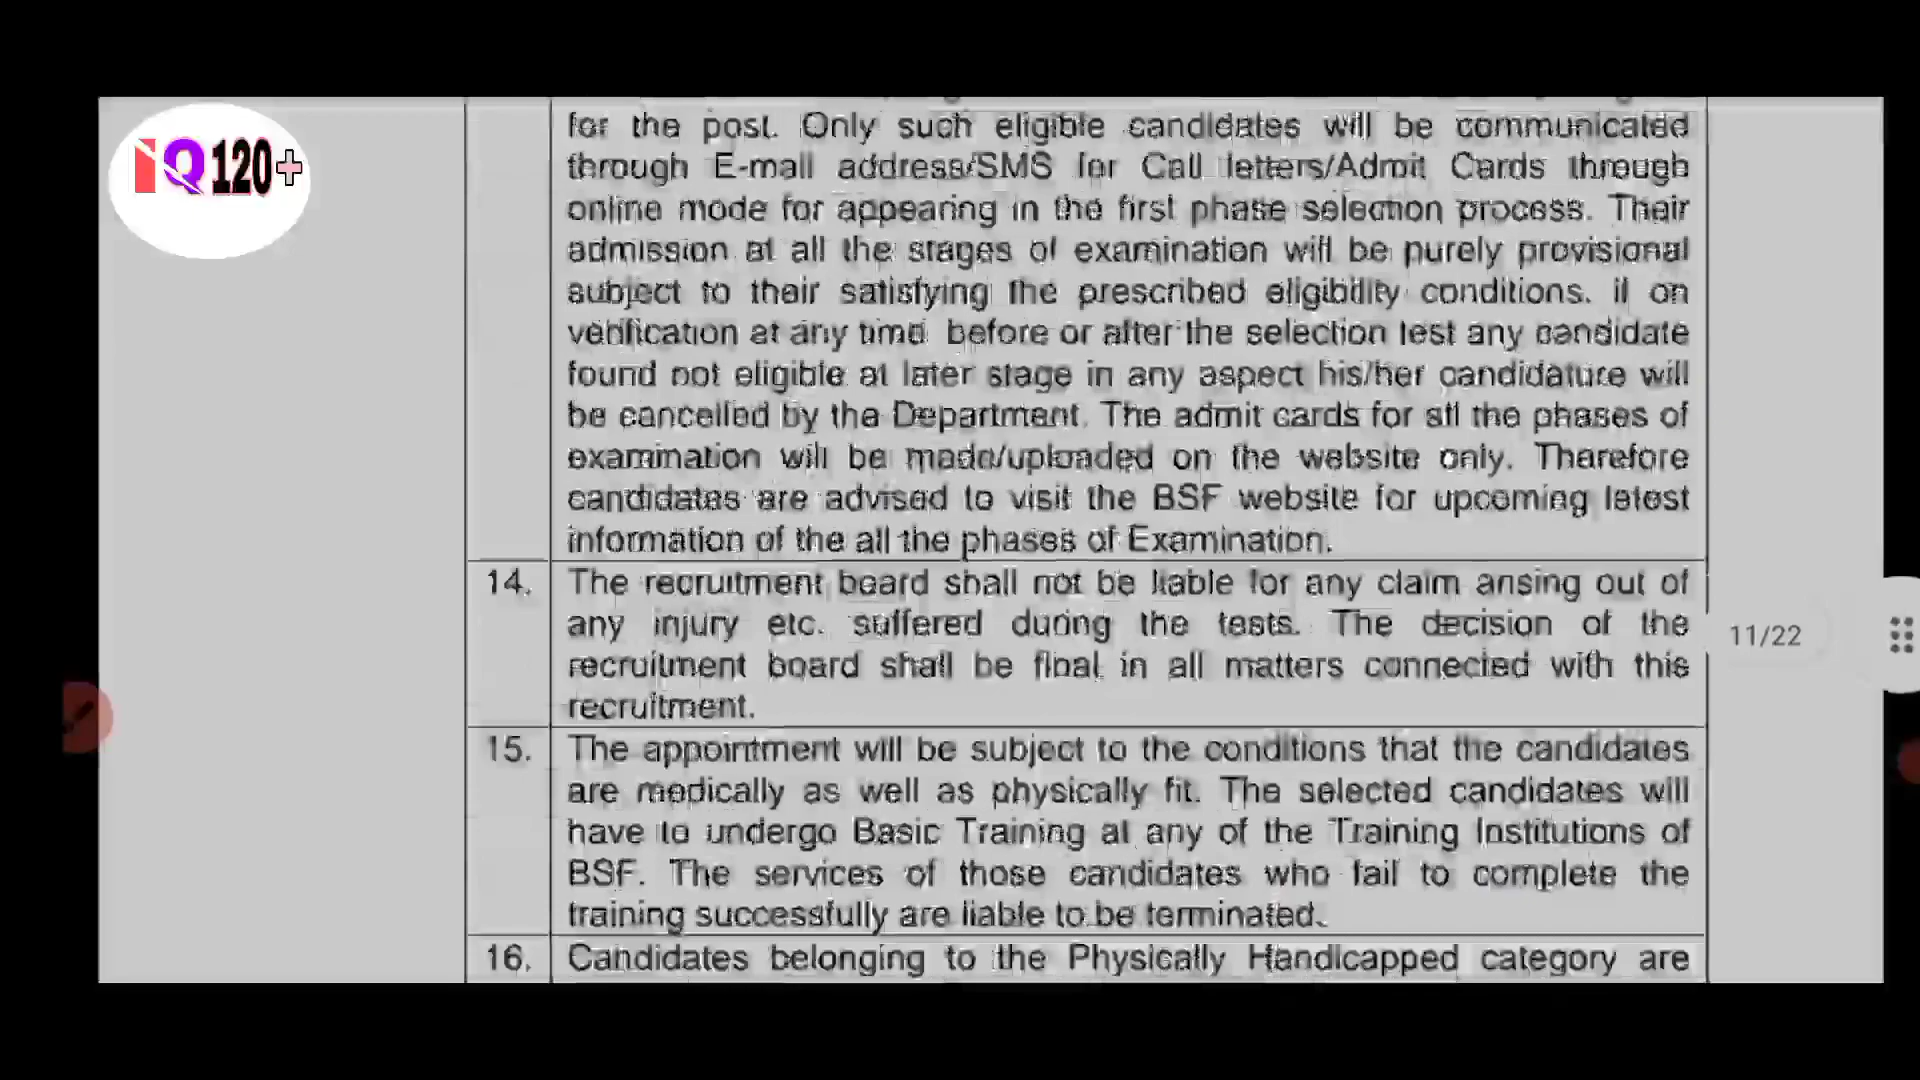 iQ120+
for the post. Only such eligible candidates will be communicated
through E-mail address/SMS for Call letters/Admit Cards through
online mode for appearing in the first phase selection process. Their
admission at all the stages of examination will be purely provisional
subject to their satisfying the prescribed eligibility conditions. If on
verification at any time before or after the selection test any candidate
found not eligible at later stage in any aspect his/her candidature will
be cancelled by the Department. The admit cards for all the phases of
examination will be made/uploaded on the website only. Therefore
candidates are advised to visit the BSF website for upcoming latest
information of the all the phases of Examination.
14. The recruitment board shall not be liable for any claim arising out of
any injury etc. suffered during the tests. The decision of the
recruitment board shall be final in all matters connected with this
recruitment.
11/22
15. The appointment will be subject to the conditions that the candidates
are medically as well as physically fit. The selected candidates will
have to undergo Basic Training at any of the Training Institutions of
BSF. The services of those candidates who fail to complete the
training successfully are liable to be terminated.
16. Candidates belonging to the Physically Handicapped category are